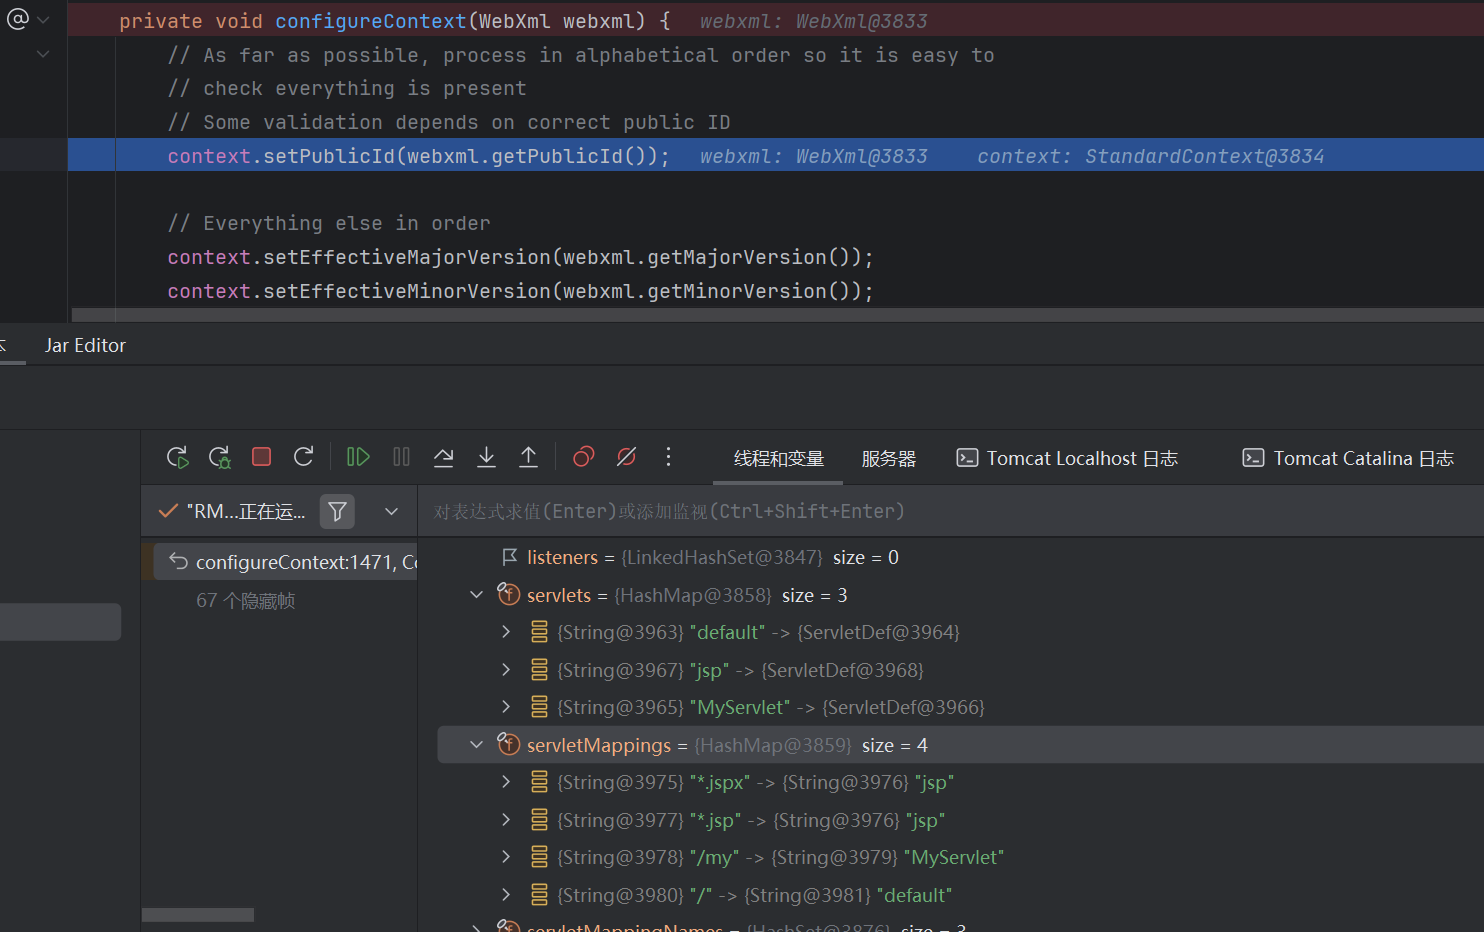 private void configureContext(WebXml webxml) {   webxml: WebXml@3833
// As far as possible, process in alphabetical order so it is easy to
// check everything is present
// Some validation depends on correct public ID
context.setPublicId(webxml.getPublicId());   webxml: WebXml@3833    context: StandardContext@3834
// Everything else in order
context.setEffectiveMajorVersion(webxml.getMajorVersion());
context.setEffectiveMinorVersion(webxml.getMinorVersion());
Jar Editor
线程和变量 服务器 Tomcat Localhost 日志 Tomcat Catalina 日志
"RM...正在运... 对表达式求值(Enter)或添加监视(Ctrl+Shift+Enter)
configureContext:1471, Co
67 个隐藏帧
listeners = {LinkedHashSet@3847} size = 0
servlets = {HashMap@3858} size = 3
{String@3963} "default" -> {ServletDef@3964}
{String@3967} "jsp" -> {ServletDef@3968}
{String@3965} "MyServlet" -> {ServletDef@3966}
servletMappings = {HashMap@3859} size = 4
{String@3975} "*.jspx" -> {String@3976} "jsp"
{String@3977} "*.jsp" -> {String@3976} "jsp"
{String@3978} "/my" -> {String@3979} "MyServlet"
{String@3980} "/" -> {String@3981} "default"
servletMappingNames = {HashSet@3876} size = 3